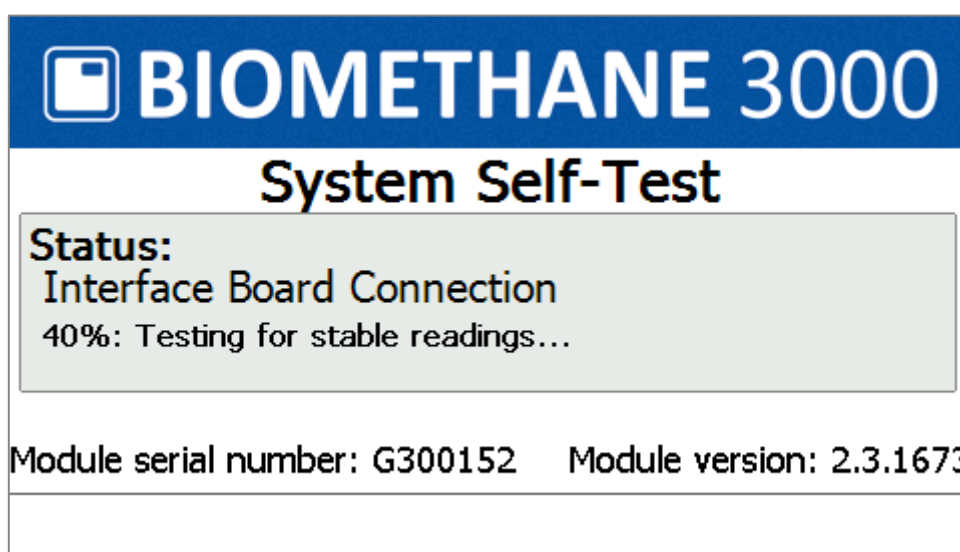 BIOMETHANE 3000
System Self-Test
Status:
Interface Board Connection
40%: Testing for stable readings...
Module serial number: G300152 Module version: 2.3.1673